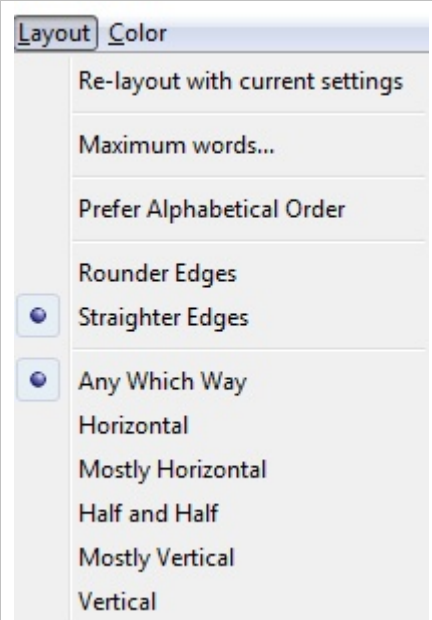 Layout Color
Re-layout with current settings
Maximum words...
Prefer Alphabetical Order
Rounder Edges
Straighter Edges
Any Which Way
Horizontal
Mostly Horizontal
Half and Half
Mostly Vertical
Vertical